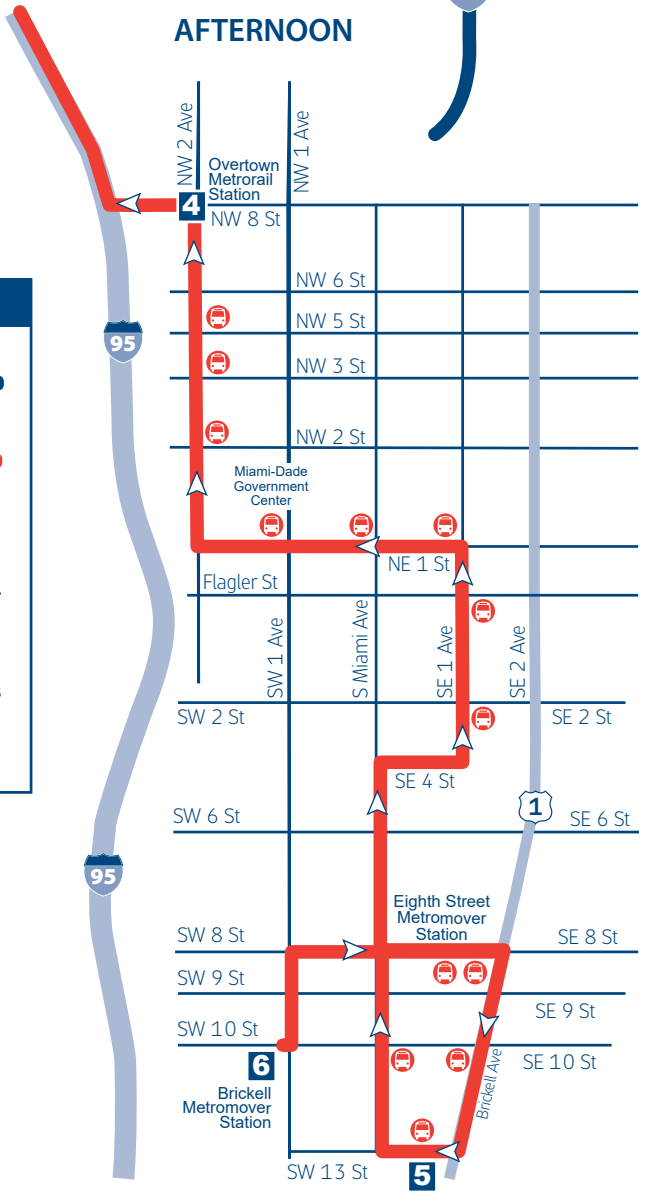 AFTERNOON
NW 2 Ave
NW 1 Ave
Overtown
Metrorail
Station
4
NW 8 St
NW 6 St
NW 5 St
95
NW 3 St
NW 2 St
Miami-Dade
Government
Center
NE 1 St
Flagler St
SW 1 Ave
S Miami Ave
SE 1 Ave
SE 2 Ave
SW 2 St
SE 2 St
SE 4 St
1
SW 6 St
SE 6 St
95
Eighth Street
Metromover
Station
SW 8 St
SE 8 St
SW 9 St
SE 9 St
SW 10 St
SE 10 St
6
Brickell
Metromover
Station
Brickell Ave
SW 13 St
5